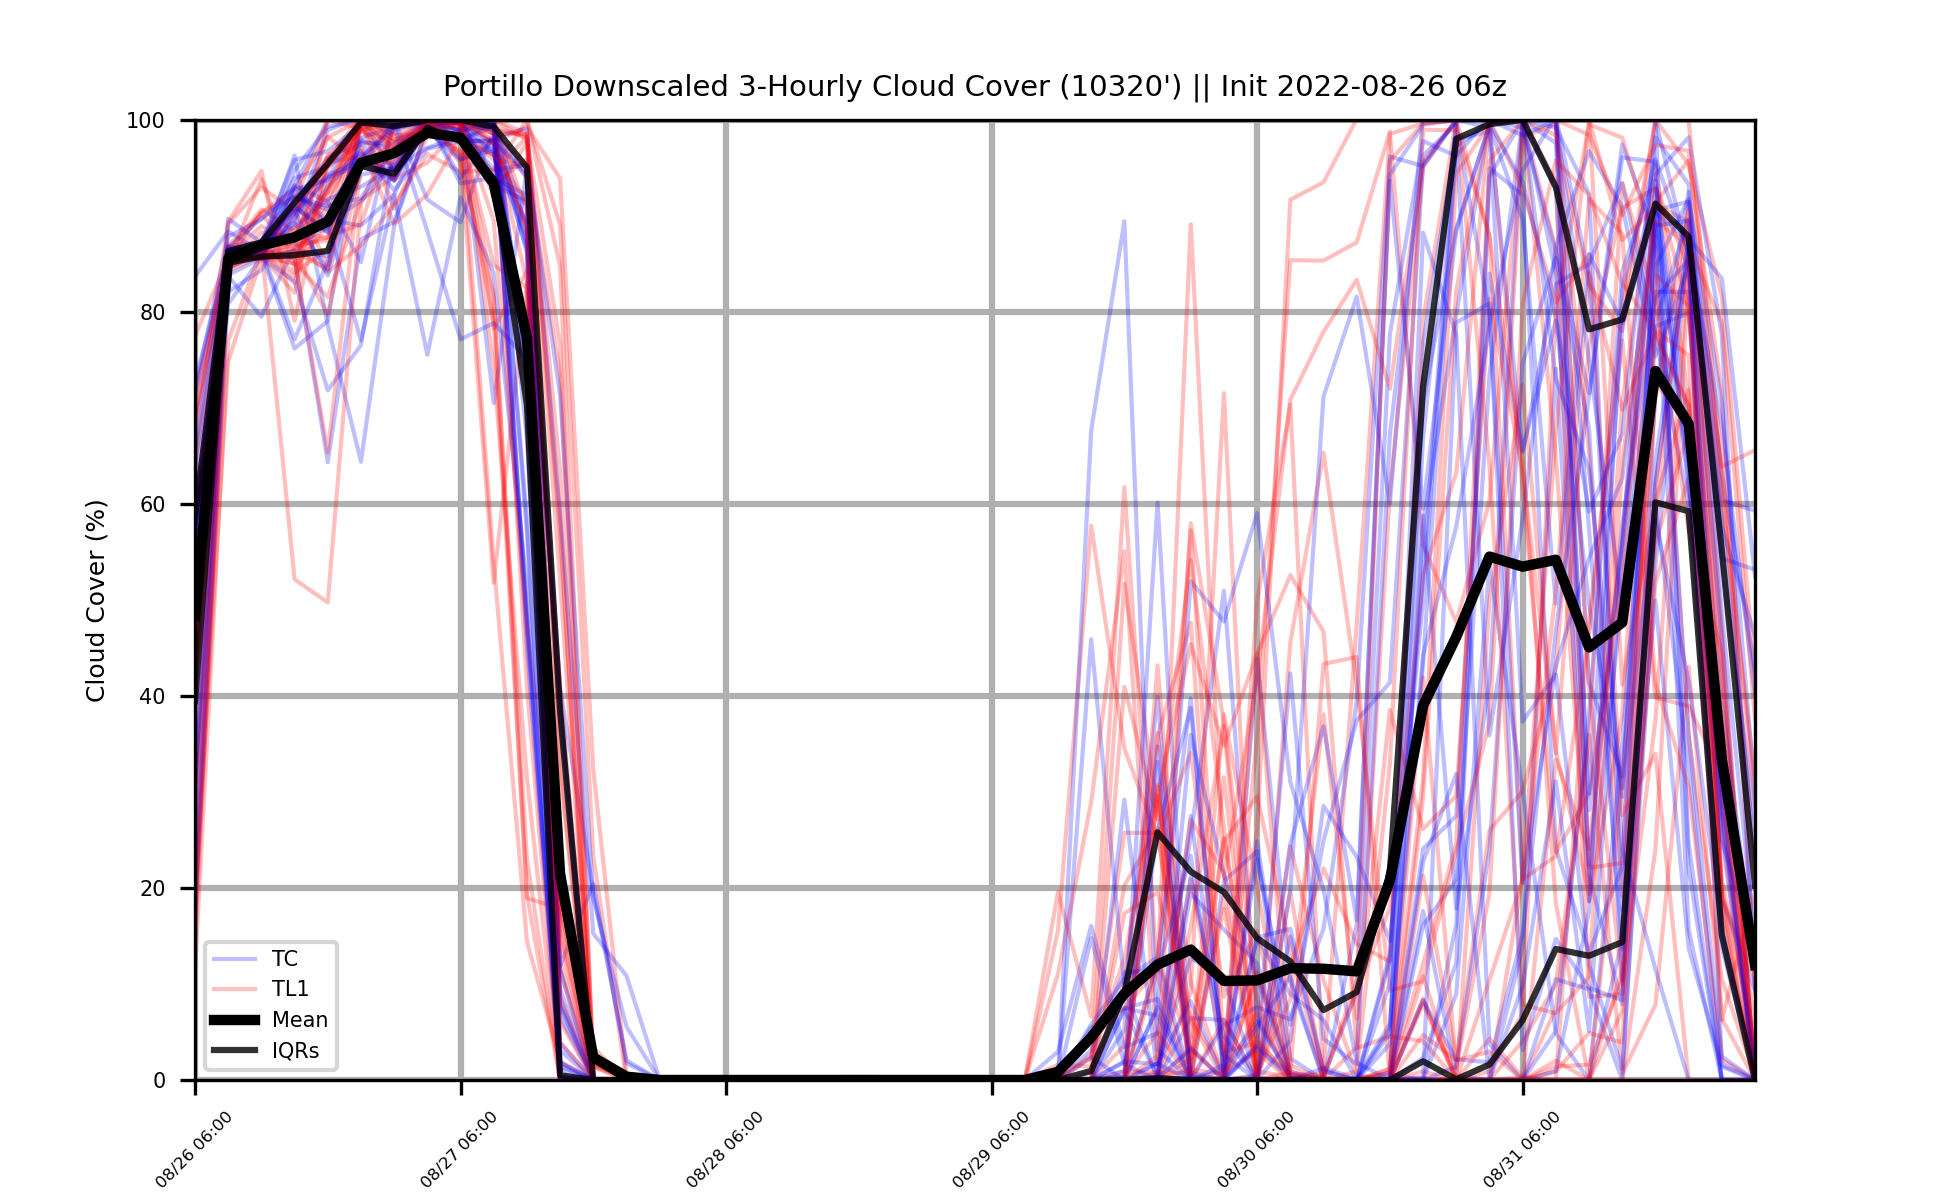 Portillo Downscaled 3-Hourly Cloud Cover (10320') || Init 2022-08-26 06z
Cloud Cover (%)
100
80
60
40
20
0
TC
TL1
Mean
IQRs
08/26 06:00
08/27 06:00
08/28 06:00
08/29 06:00
08/30 06:00
08/31 06:00